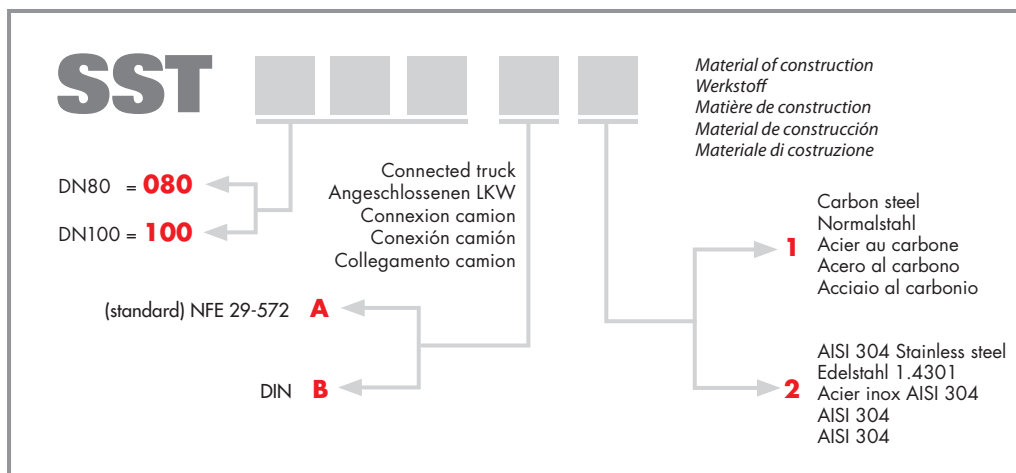 SST
Material of construction
Werkstoff
Matière de construction
Material de construcción
Materiale di costruzione
DN80 = 080
DN100 = 100
Connected truck
Angeschlossenen LKW
Connexion camion
Conexión camión
Collegamento camion
(standard) NFE 29-572 A
DIN B
1
Carbon steel
Normalstahl
Acier au carbone
Acero al carbono
Acciaio al carbonio
2
AISI 304 Stainless steel
Edelstahl 1.4301
Acier inox AISI 304
AISI 304
AISI 304